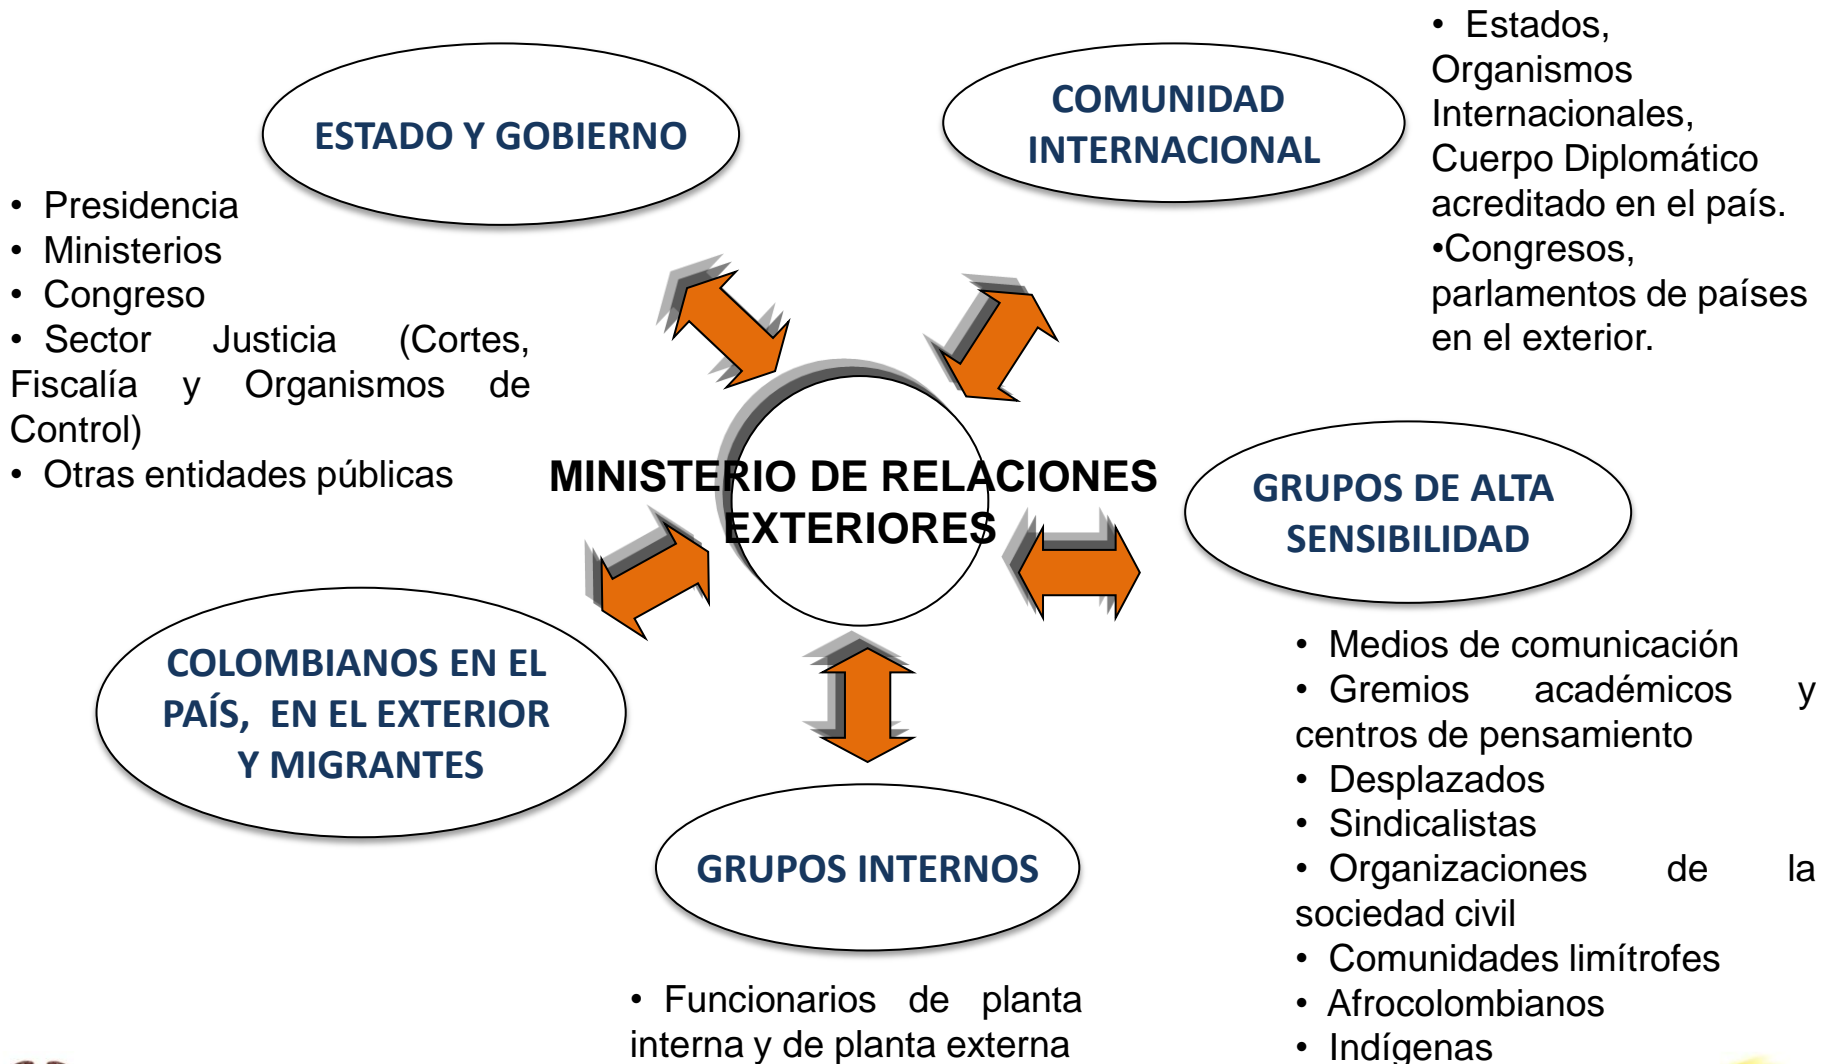 ESTADO Y GOBIERNO
• Presidencia
• Ministerios
• Congreso
• Sector Justicia (Cortes,
Fiscalía y Organismos de
Control)
• Otras entidades públicas
COMUNIDAD
INTERNACIONAL
• Estados,
Organismos
Internacionales,
Cuerpo Diplomático
acreditado en el país.
•Congresos,
parlamentos de países
en el exterior.
MINISTERIO DE RELACIONES
EXTERIORES
GRUPOS DE ALTA
SENSIBILIDAD
• Medios de comunicación
• Gremios académicos y
centros de pensamiento
• Desplazados
• Sindicalistas
• Organizaciones de la
sociedad civil
• Comunidades limítrofes
• Afrocolombianos
• Indígenas
COLOMBIANOS EN EL
PAÍS, EN EL EXTERIOR
Y MIGRANTES
GRUPOS INTERNOS
• Funcionarios de planta
interna y de planta externa